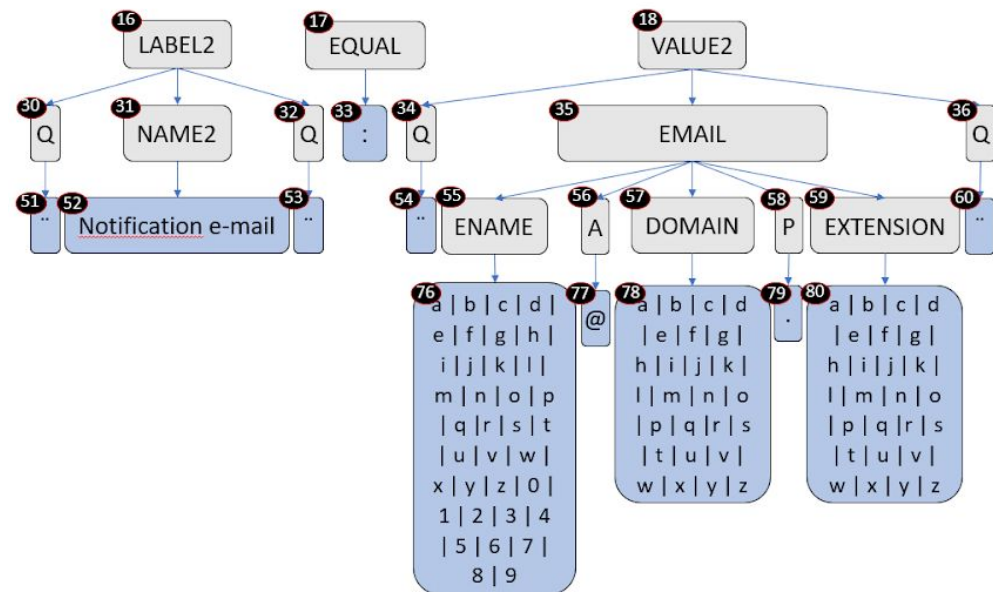 16 17 18
LABEL2 EQUAL VALUE2
30 31 32 33 34 35 36
Q NAME2 Q : Q EMAIL Q
51 52 53 54 55 56 57 58 59 60
¨ Notification e-mail ¨ ¨ ENAME A DOMAIN P EXTENSION ¨
76 77 78 79 80
a | b | c | d |
e | f | g | h |
i | j | k | l |
m | n | o | p
| q | r | s | t
| u | v | w |
x | y | z | 0 |
1 | 2 | 3 | 4
| 5 | 6 | 7 |
8 | 9
@
a | b | c | d
| e | f | g |
h | i | j | k |
l | m | n | o
| p | q | r | s
| t | u | v |
w | x | y | z
.
a | b | c | d
| e | f | g |
h | i | j | k |
l | m | n | o
| p | q | r | s
| t | u | v |
w | x | y | z